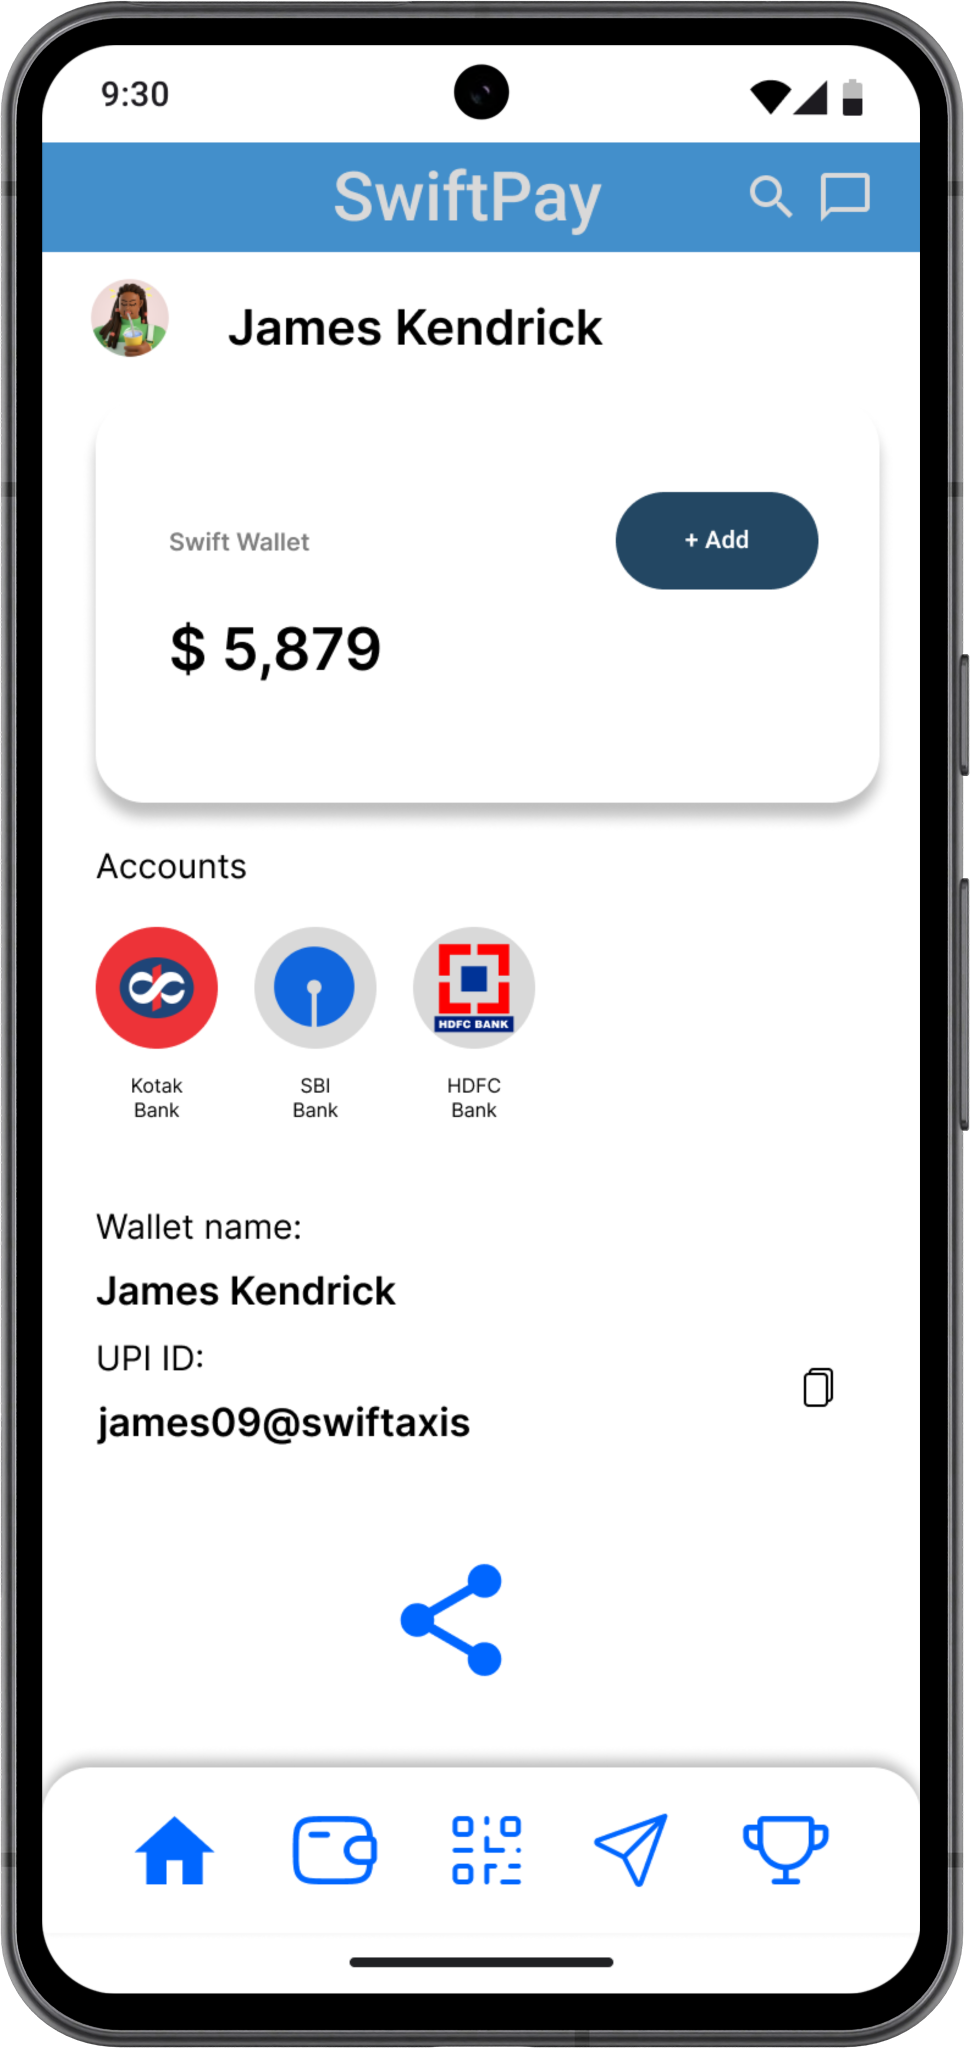 9:30
SwiftPay
James Kendrick
Swift Wallet
+ Add
$ 5,879
Accounts
HDFC BANK
Kotak
Bank
SBI
Bank
HDFC
Bank
Wallet name:
James Kendrick
UPI ID:
james09@swiftaxis